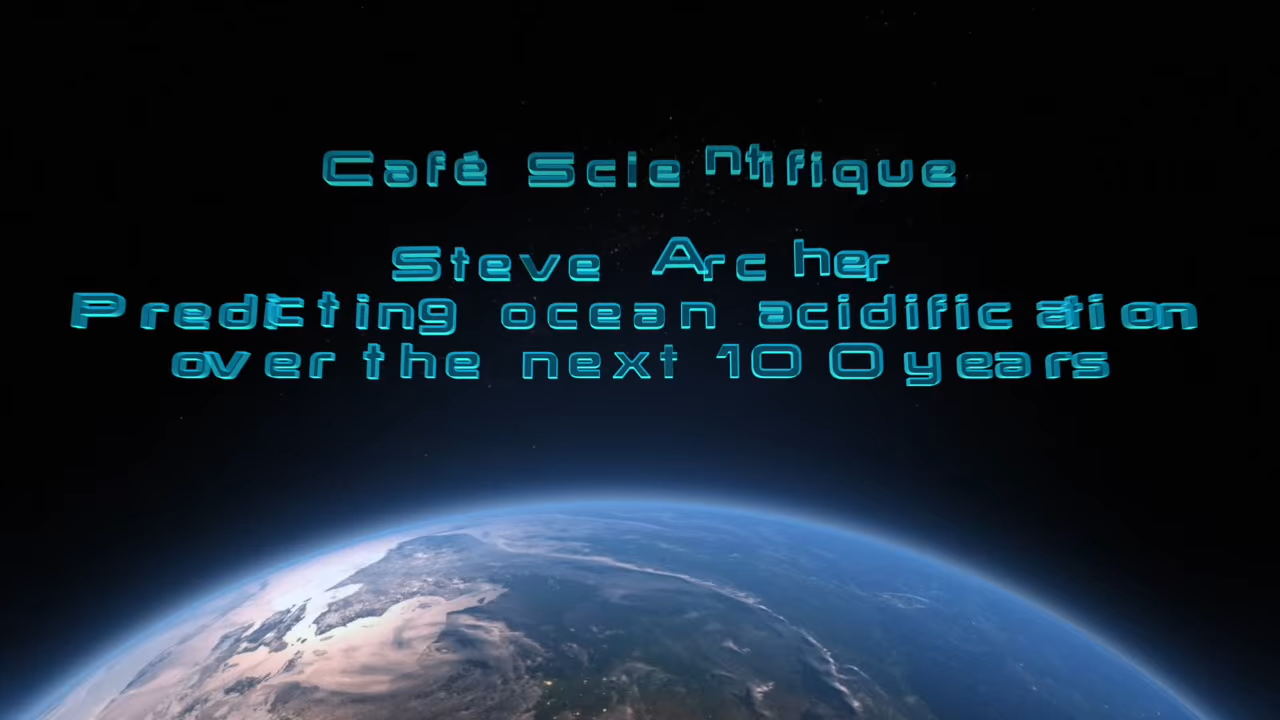 Café Scientifique
Steve Archer
Predicting ocean acidification
over the next 100 years